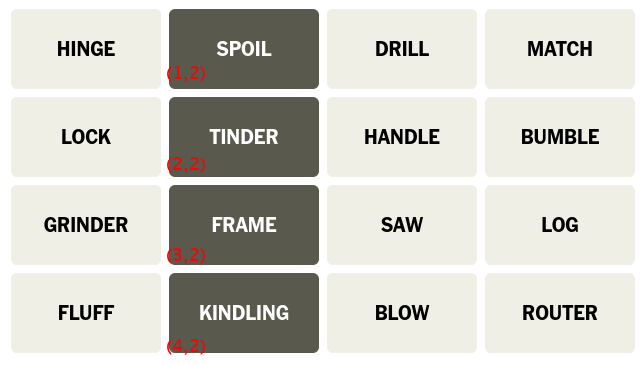 HINGE SPOIL DRILL MATCH
(1,2)
LOCK TINDER HANDLE BUMBLE
(2,2)
GRINDER FRAME SAW LOG
(3,2)
FLUFF KINDLING BLOW ROUTER
(4,2)